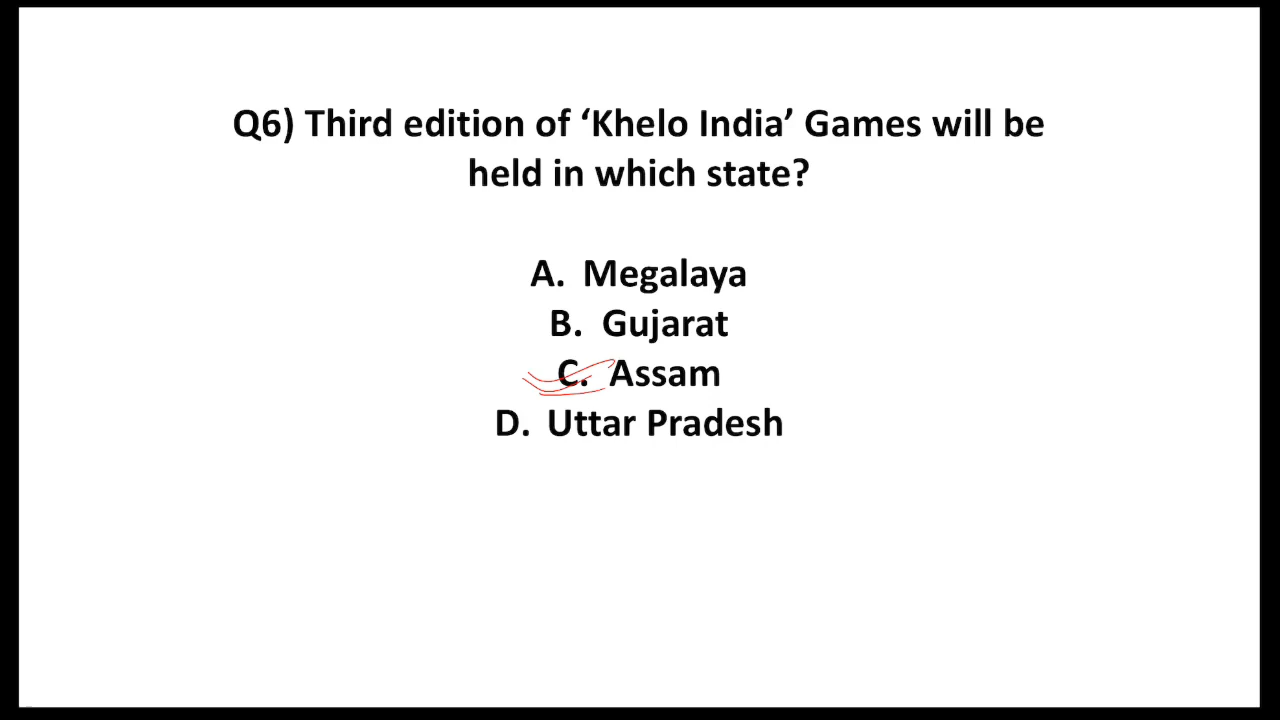 Q6) Third edition of ‘Khelo India’ Games will be
held in which state?
A. Megalaya
B. Gujarat
C. Assam
D. Uttar Pradesh